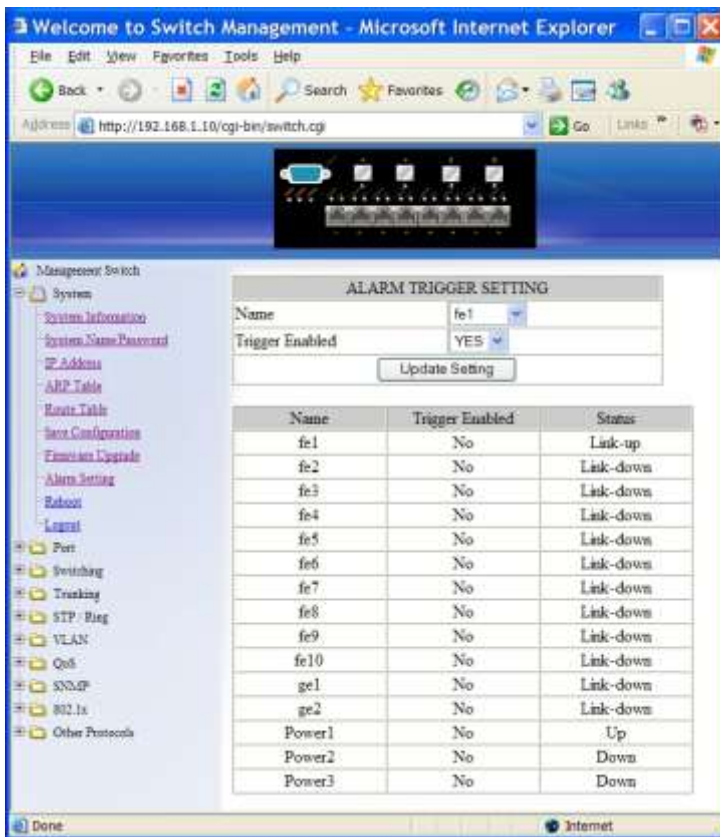 Welcome to Switch Management - Microsoft Internet Explorer
File Edit View Favorites Tools Help
Back Search Favorites
Address http://192.168.1.10/cgi-bin/switch.cgi Go Links
Management Switch
System
System Information
System Name/Password
IP Address
ARP Table
Route Table
Save Configuration
Firmware Upgrade
Alarm Setting
Reboot
Logout
Port
Switching
Trunking
STP / Ring
VLAN
QoS
SNMP
802.1x
Other Protocols
ALARM TRIGGER SETTING
Name fe1
Trigger Enabled YES
Update Setting
Name Trigger Enabled Status
fe1 No Link-up
fe2 No Link-down
fe3 No Link-down
fe4 No Link-down
fe5 No Link-down
fe6 No Link-down
fe7 No Link-down
fe8 No Link-down
fe9 No Link-down
fe10 No Link-down
ge1 No Link-down
ge2 No Link-down
Power1 No Up
Power2 No Down
Power3 No Down
Done Internet